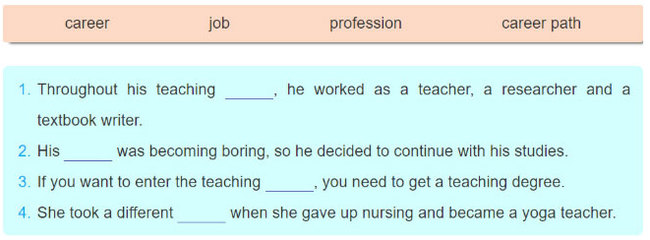 career job profession career path
1. Throughout his teaching ______, he worked as a teacher, a researcher and a
textbook writer.
2. His ______ was becoming boring, so he decided to continue with his studies.
3. If you want to enter the teaching ______, you need to get a teaching degree.
4. She took a different ______ when she gave up nursing and became a yoga teacher.